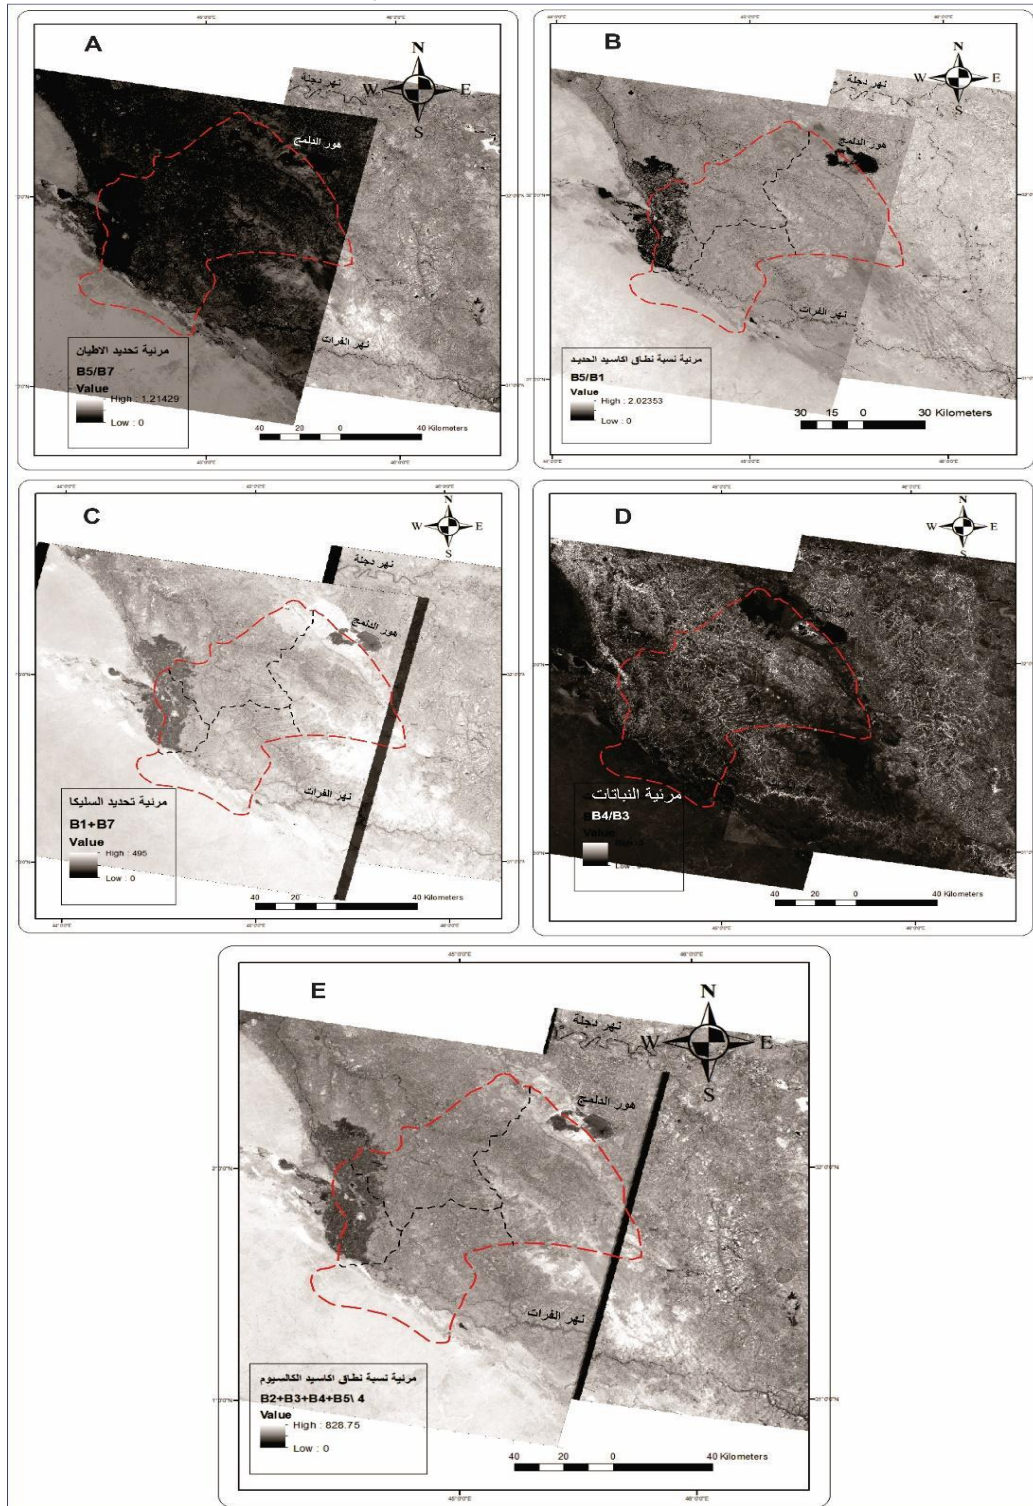 A
N
W
E
S
نهر دجلة
هور الدلمج
نهر الفرات
مرئية تحديد الاطيان
B5/B7
Value
High : 1.21429
Low : 0
40 20 0 40 Kilometers
B
N
W
E
S
نهر دجلة
هور الدلمج
نهر الفرات
مرئية نسبة نطاق اكاسيد الحديد
B5/B1
Value
High : 2.02353
Low : 0
30 15 0 30 Kilometers
C
N
W
E
S
نهر دجلة
هور الدلمج
نهر الفرات
مرئية تحديد السليكا
B1+B7
Value
High : 495
Low : 0
40 20 0 40 Kilometers
D
N
W
E
S
نهر دجلة
هور الدلمج
مرئية النباتات
B4/B3
40 20 0 40 Kilometers
E
N
W
E
S
نهر دجلة
هور الدلمج
نهر الفرات
مرئية نسبة نطاق اكاسيد الكالسيوم
B2+B3+B4+B5\ 4
Value
High : 828.75
Low : 0
40 20 0 40 Kilometers